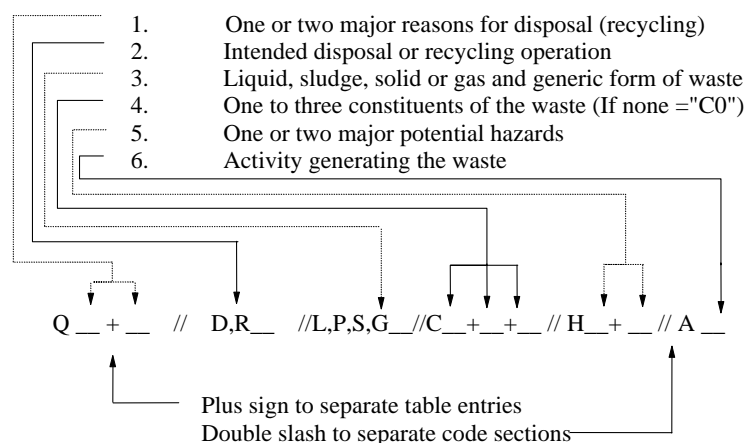 1. One or two major reasons for disposal (recycling)
2. Intended disposal or recycling operation
3. Liquid, sludge, solid or gas and generic form of waste
4. One to three constituents of the waste (If none ="C0")
5. One or two major potential hazards
6. Activity generating the waste
Q __ + __ // D,R__ //L,P,S,G__//C__+__+__ // H__+ __ // A __
Plus sign to separate table entries
Double slash to separate code sections